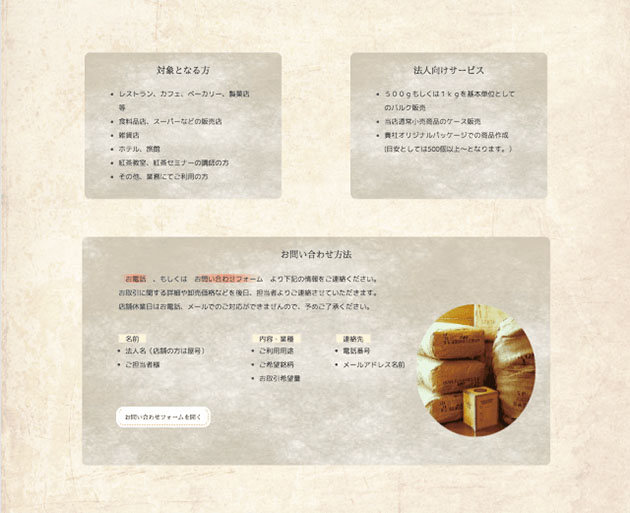 対象となる方
・レストラン、カフェ、ベーカリー、製菓店
等
・食料品店、スーパーなどの販売店
・雑貨店
・ホテル、旅館
・紅茶教室、紅茶セミナーの講師の方
・その他、業務にてご利用の方
法人向けサービス
・５００ｇもしくは１ｋｇを基本単位として
のバルク販売
・当店通常小売商品のケース販売
・貴社オリジナルパッケージでの商品作成
(目安としては500個以上～となります。)
お問い合わせ方法
お電話　、もしくは　お問い合わせフォーム　より下記の情報をご連絡ください。
お取引に関する詳細や卸売価格などを後日、担当者よりご連絡させていただきます。
店舗休業日はお電話、メールでのご対応ができませんので、予めご了承ください。
名前
・法人名（店舗の方は屋号）
・ご担当者様
内容・業種
・ご利用用途
・ご希望銘柄
・お取引希望量
連絡先
・電話番号
・メールアドレス名前
お問い合わせフォームを開く